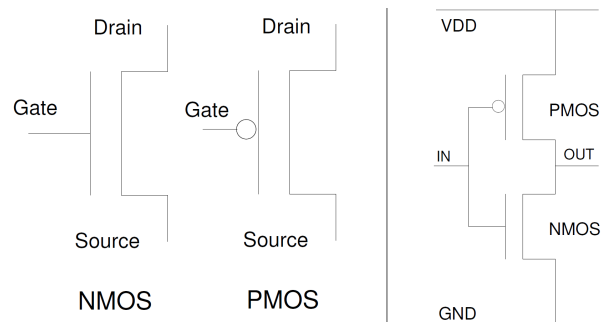 Drain
Gate
Source
NMOS
Drain
Gate
Source
PMOS
VDD
PMOS
IN
OUT
NMOS
GND